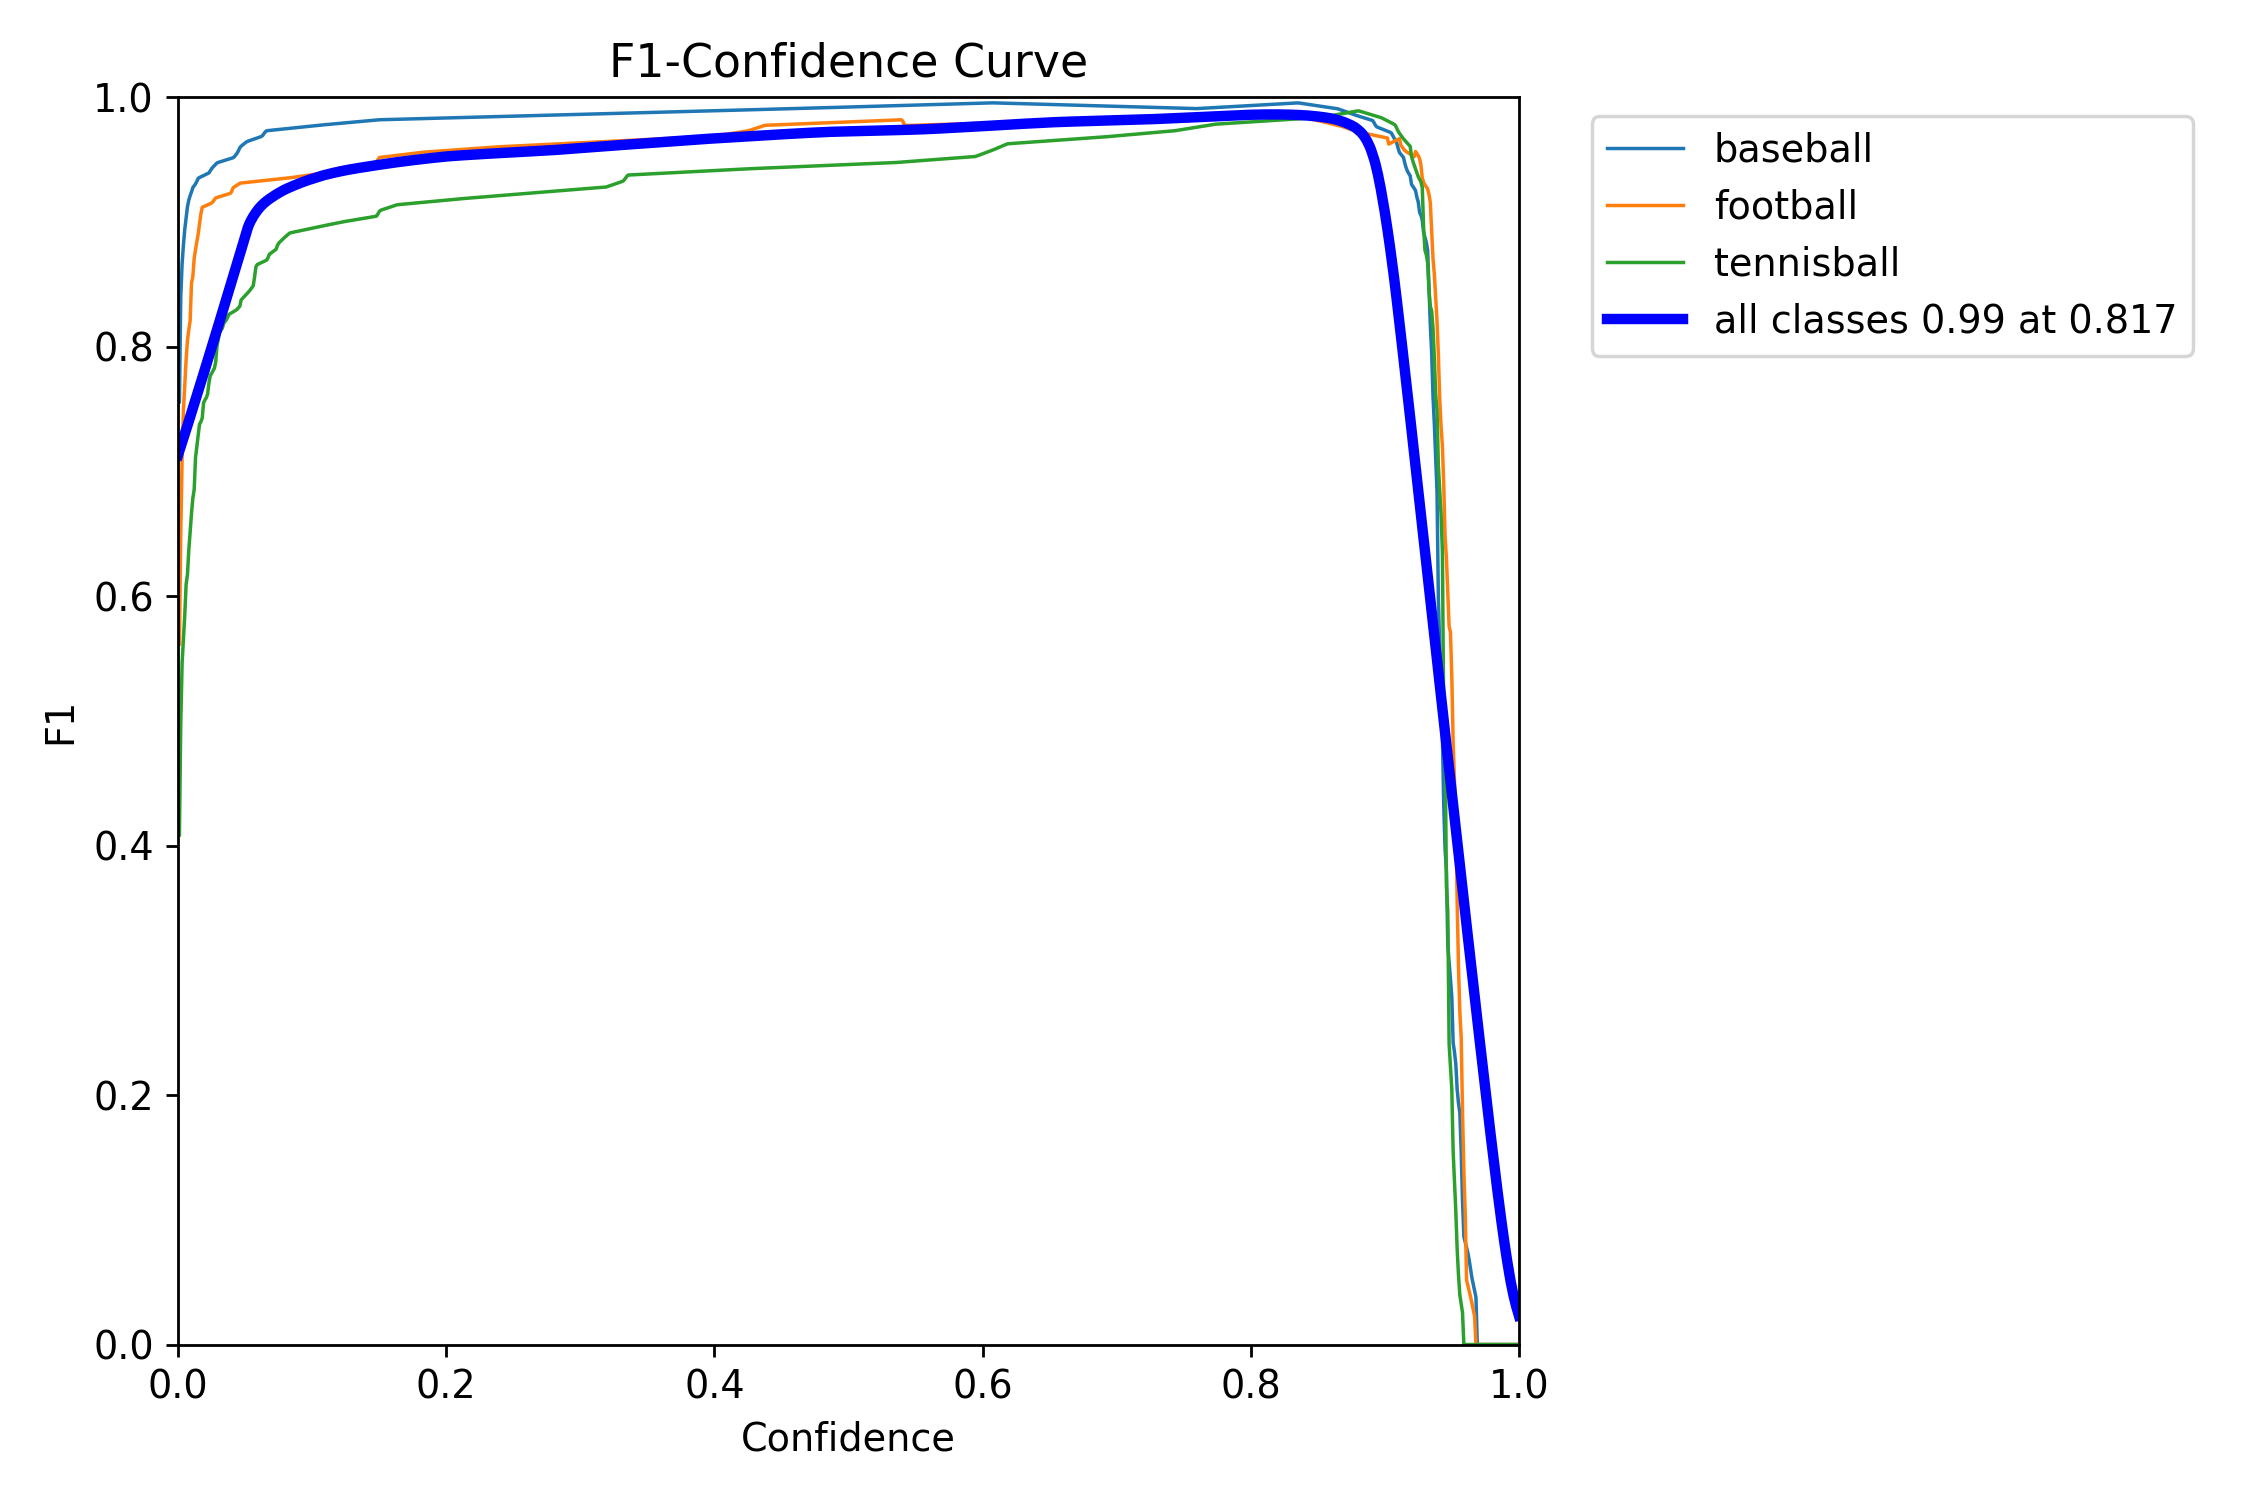 F1-Confidence Curve
1.0
0.8
0.6
0.4
0.2
0.0
F1
0.0 0.2 0.4 0.6 0.8 1.0
Confidence
baseball
football
tennisball
all classes 0.99 at 0.817